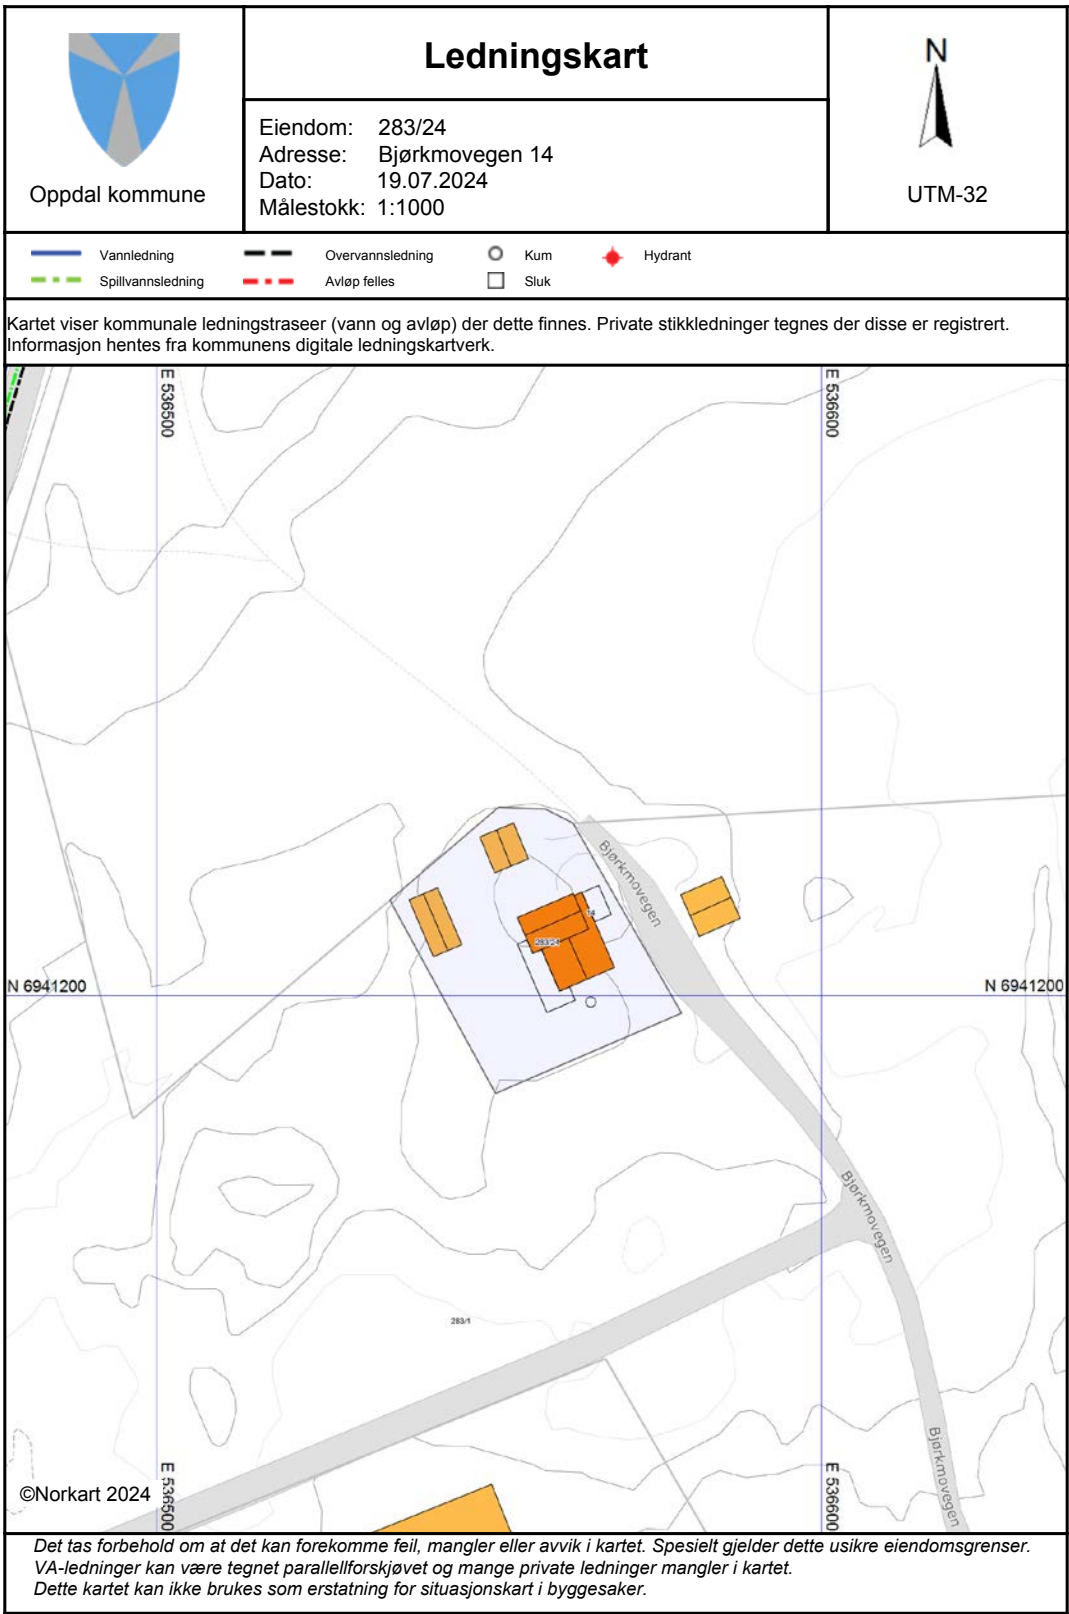 Ledningskart
N
Eiendom: 283/24
Adresse: Bjørkmovegen 14
Dato: 19.07.2024
Målestokk: 1:1000
Oppdal kommune
UTM-32
Vannledning
Overvannsledning
Kum
Hydrant
Spillvannsledning
Avløp felles
Sluk
Kartet viser kommunale ledningstraseer (vann og avløp) der dette finnes. Private stikkledninger tegnes der disse er registrert.
Informasjon hentes fra kommunens digitale ledningskartverk.
E 536500
E 536600
Bjørkmovegen
14
283/24
N 6941200
N 6941200
Bjørkmovegen
283/1
Bjørkmovegen
E 536500
E 536600
©Norkart 2024
Det tas forbehold om at det kan forekomme feil, mangler eller avvik i kartet. Spesielt gjelder dette usikre eiendomsgrenser.
VA-ledninger kan være tegnet parallellforskjøvet og mange private ledninger mangler i kartet.
Dette kartet kan ikke brukes som erstatning for situasjonskart i byggesaker.